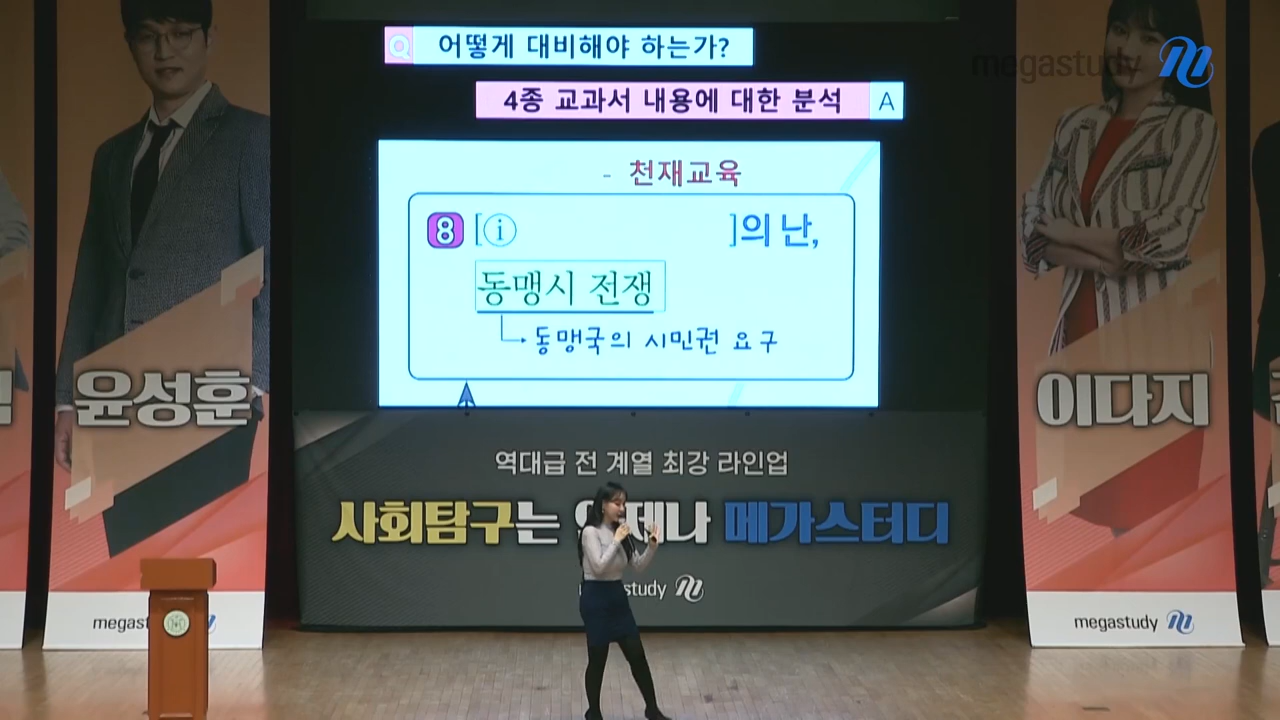 Q 어떻게 대비해야 하는가?
megastudy
4종 교과서 내용에 대한 분석 A
- 천재교육
8 [ⓘ ]의 난,
동맹시 전쟁
동맹국의 시민권 요구
윤성훈
이다지
역대급 전 계열 최강 라인업
사회탐구는 메가스터디
megastudy